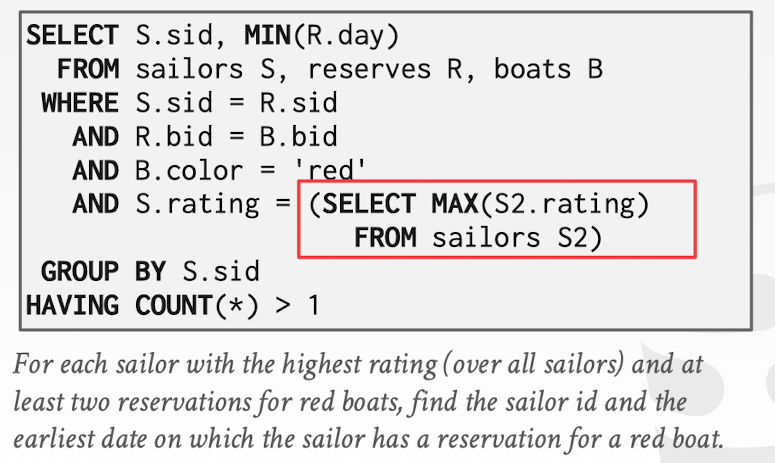 SELECT S.sid, MIN(R.day)
FROM sailors S, reserves R, boats B
WHERE S.sid = R.sid
AND R.bid = B.bid
AND B.color = 'red'
AND S.rating = (SELECT MAX(S2.rating)
FROM sailors S2)
GROUP BY S.sid
HAVING COUNT(*) > 1
For each sailor with the highest rating (over all sailors) and at
least two reservations for red boats, find the sailor id and the
earliest date on which the sailor has a reservation for a red boat.